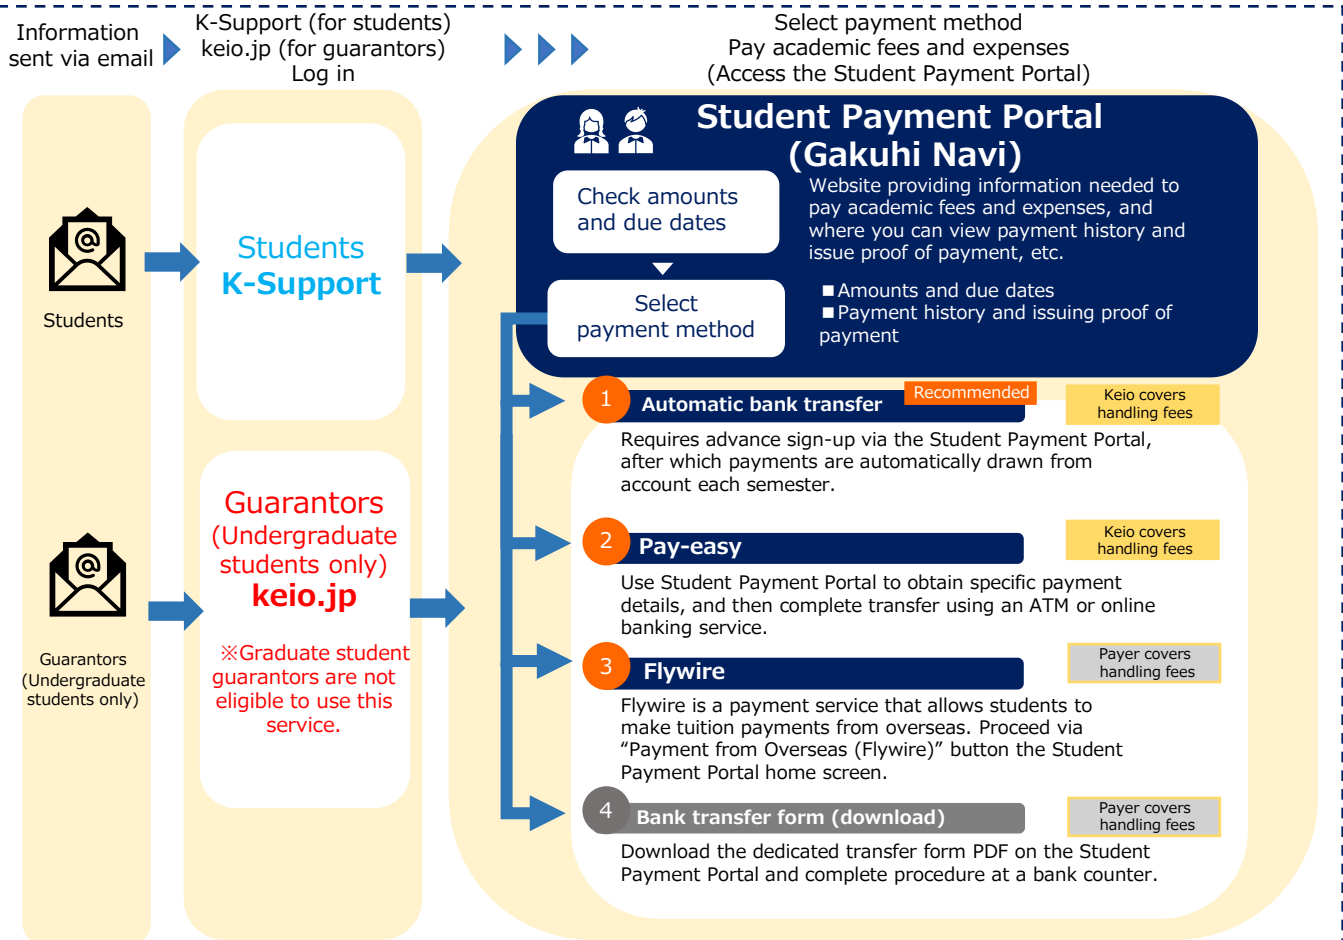 Information
sent via email
K-Support (for students)
keio.jp (for guarantors)
Log in
Select payment method
Pay academic fees and expenses
(Access the Student Payment Portal)
@
Students
@
Guarantors
(Undergraduate
students only)
Students
K-Support
Guarantors
(Undergraduate
students only)
keio.jp
※Graduate student
guarantors are not
eligible to use this
service.
Student Payment Portal
(Gakuhi Navi)
Check amounts
and due dates
Select
payment method
Website providing information needed to
pay academic fees and expenses, and
where you can view payment history and
issue proof of payment, etc.
■Amounts and due dates
■Payment history and issuing proof of
payment
1
Automatic bank transfer
Recommended
Keio covers
handling fees
Requires advance sign-up via the Student Payment Portal,
after which payments are automatically drawn from
account each semester.
2
Pay-easy
Keio covers
handling fees
Use Student Payment Portal to obtain specific payment
details, and then complete transfer using an ATM or online
banking service.
3
Flywire
Payer covers
handling fees
Flywire is a payment service that allows students to
make tuition payments from overseas. Proceed via
“Payment from Overseas (Flywire)” button the Student
Payment Portal home screen.
4
Bank transfer form (download)
Payer covers
handling fees
Download the dedicated transfer form PDF on the Student
Payment Portal and complete procedure at a bank counter.